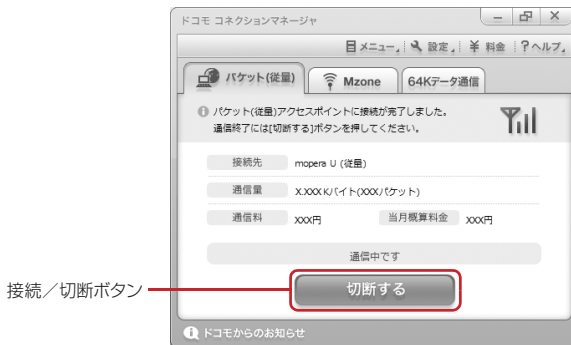 ドコモ コネクションマネージャ
メニュー 設定 ¥ 料金 ? ヘルプ
パケット(従量) Mzone 64Kデータ通信
パケット(従量)アクセスポイントに接続が完了しました。
通信終了には[切断する]ボタンを押してください。
接続先 mopera U (従量)
通信量 X.XXX Kバイト(XXXパケット)
通信料 XXX円 当月概算料金 XXX円
通信中です
接続／切断ボタン 切断する
ドコモからのお知らせ